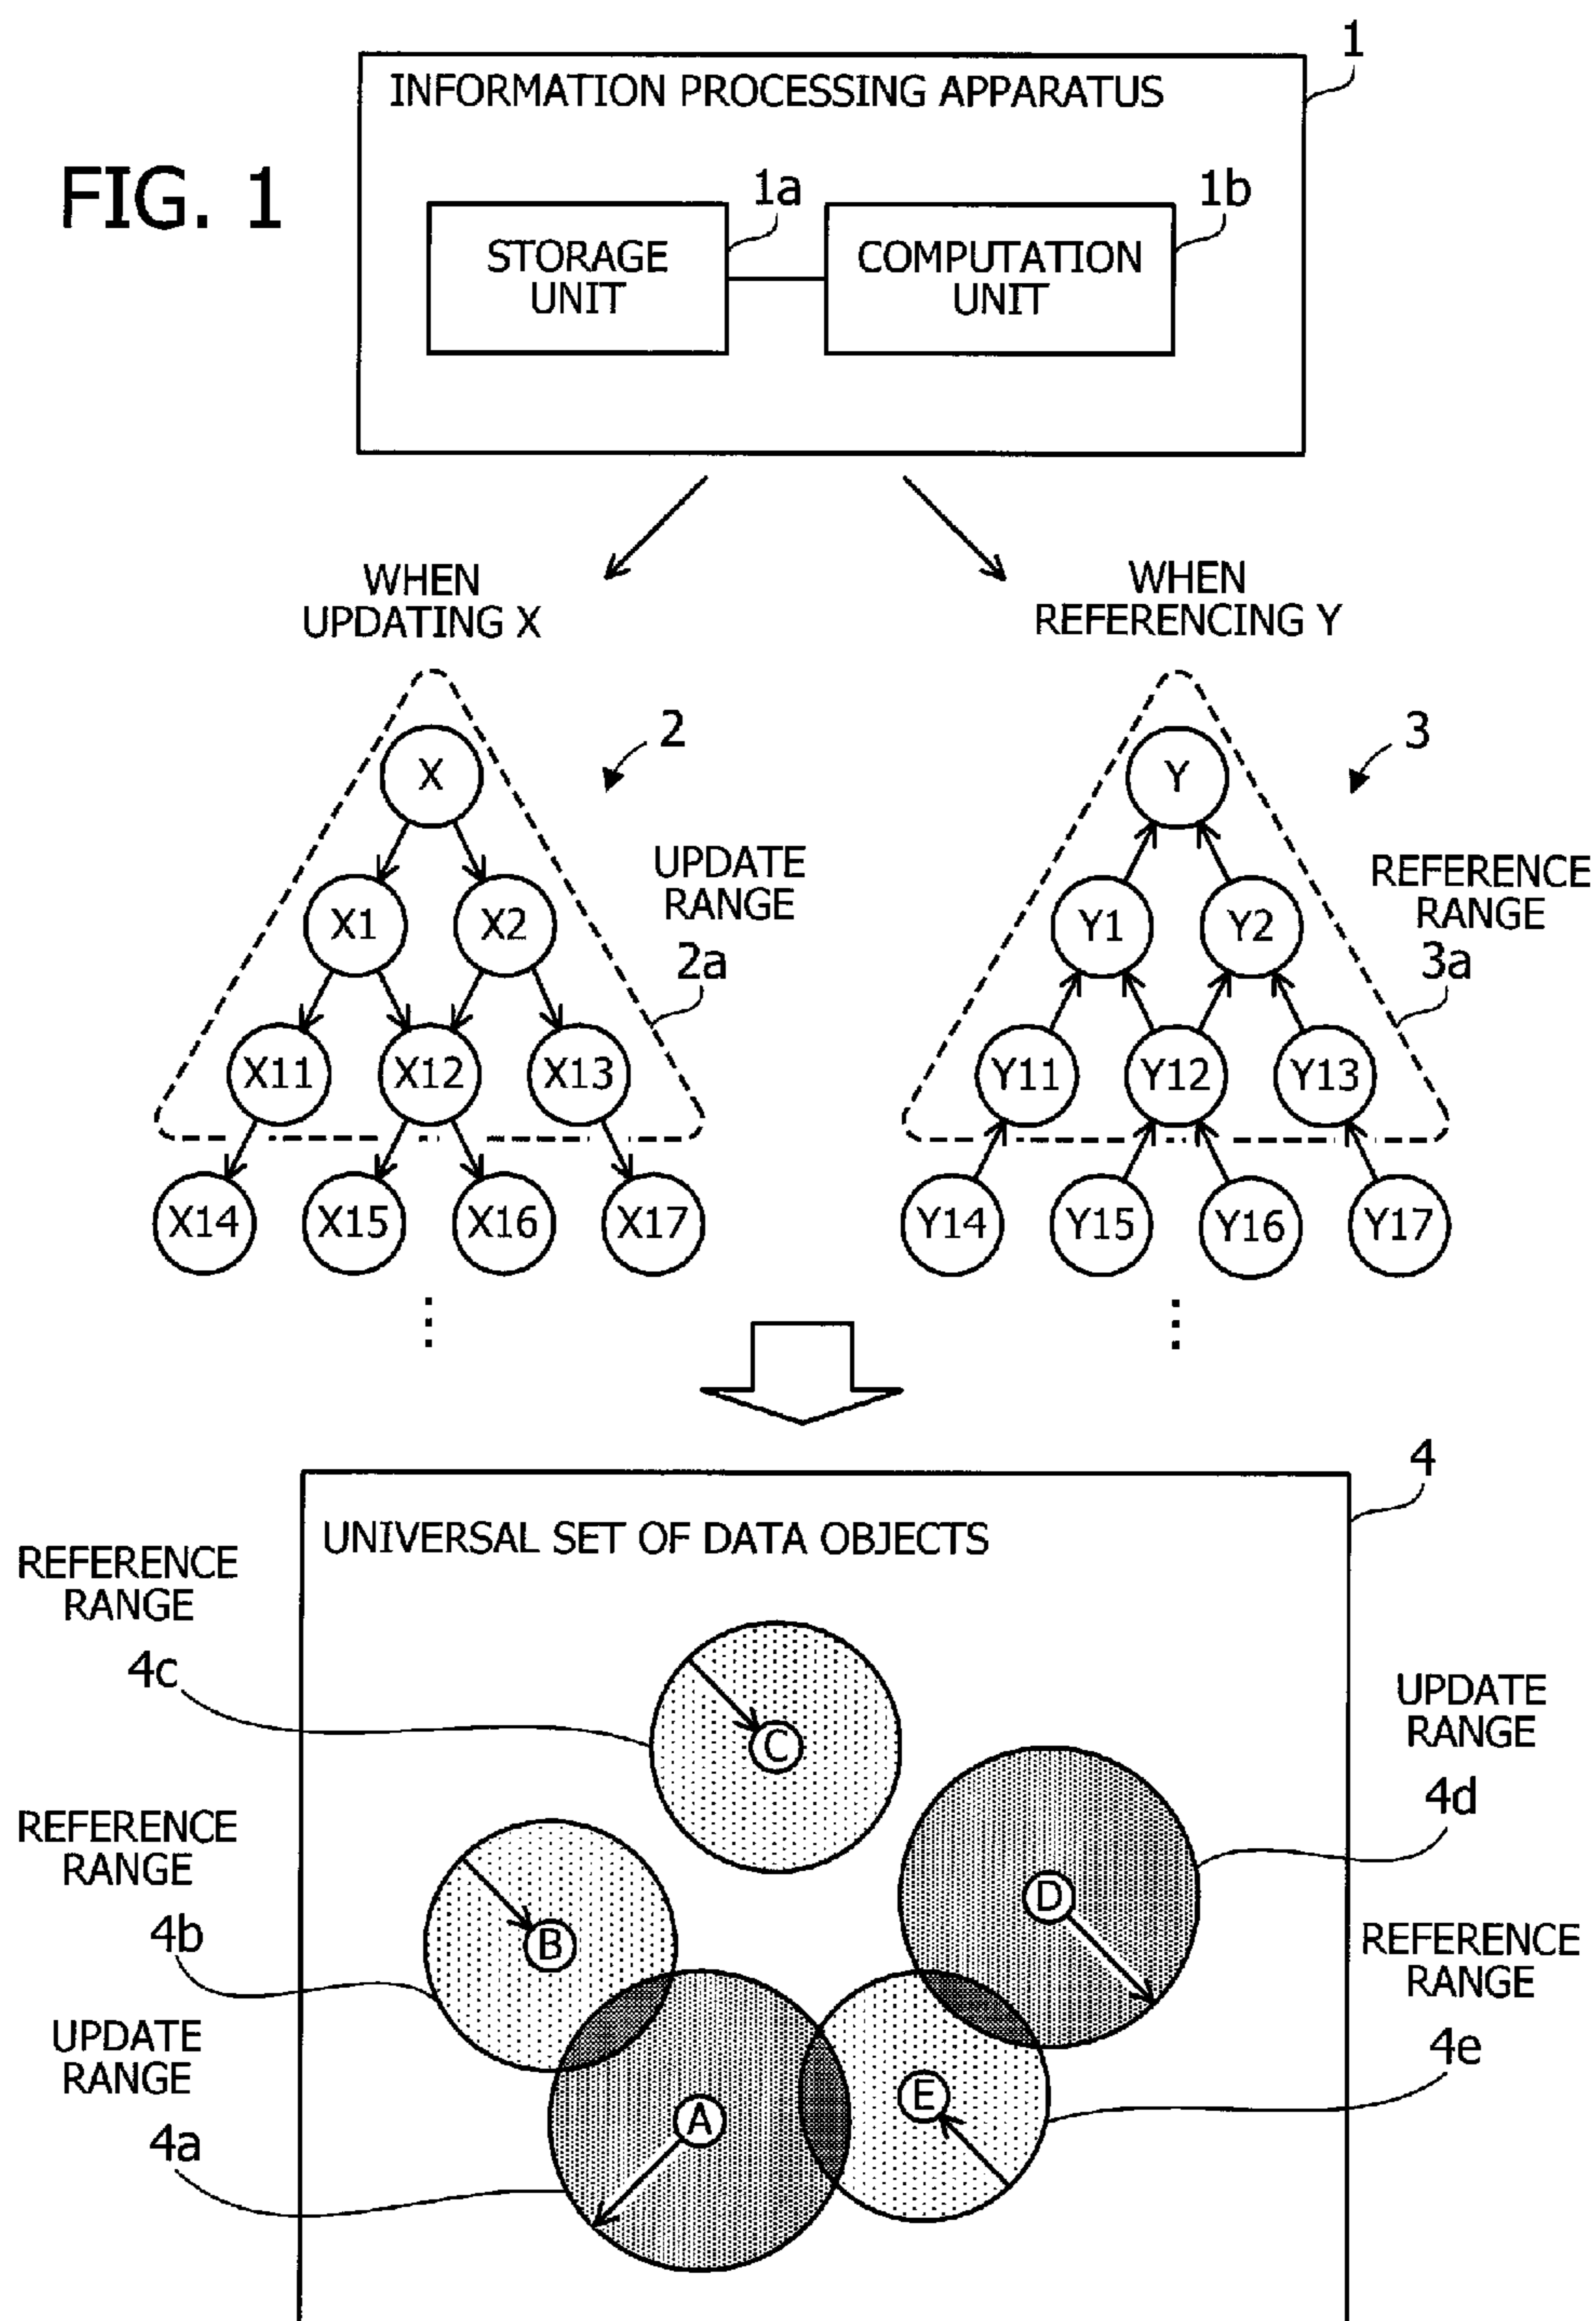 FIG. 1
1
INFORMATION PROCESSING APPARATUS
1a
1b
STORAGE
UNIT
COMPUTATION
UNIT
WHEN
UPDATING X
WHEN
REFERENCING Y
2
3
X
Y
UPDATE
RANGE
2a
REFERENCE
RANGE
3a
X1
X2
Y1
Y2
X11
X12
X13
Y11
Y12
Y13
X14
X15
X16
X17
Y14
Y15
Y16
Y17
4
UNIVERSAL SET OF DATA OBJECTS
REFERENCE
RANGE
4c
C
UPDATE
RANGE
4d
D
REFERENCE
RANGE
4b
B
REFERENCE
RANGE
4e
E
UPDATE
RANGE
4a
A